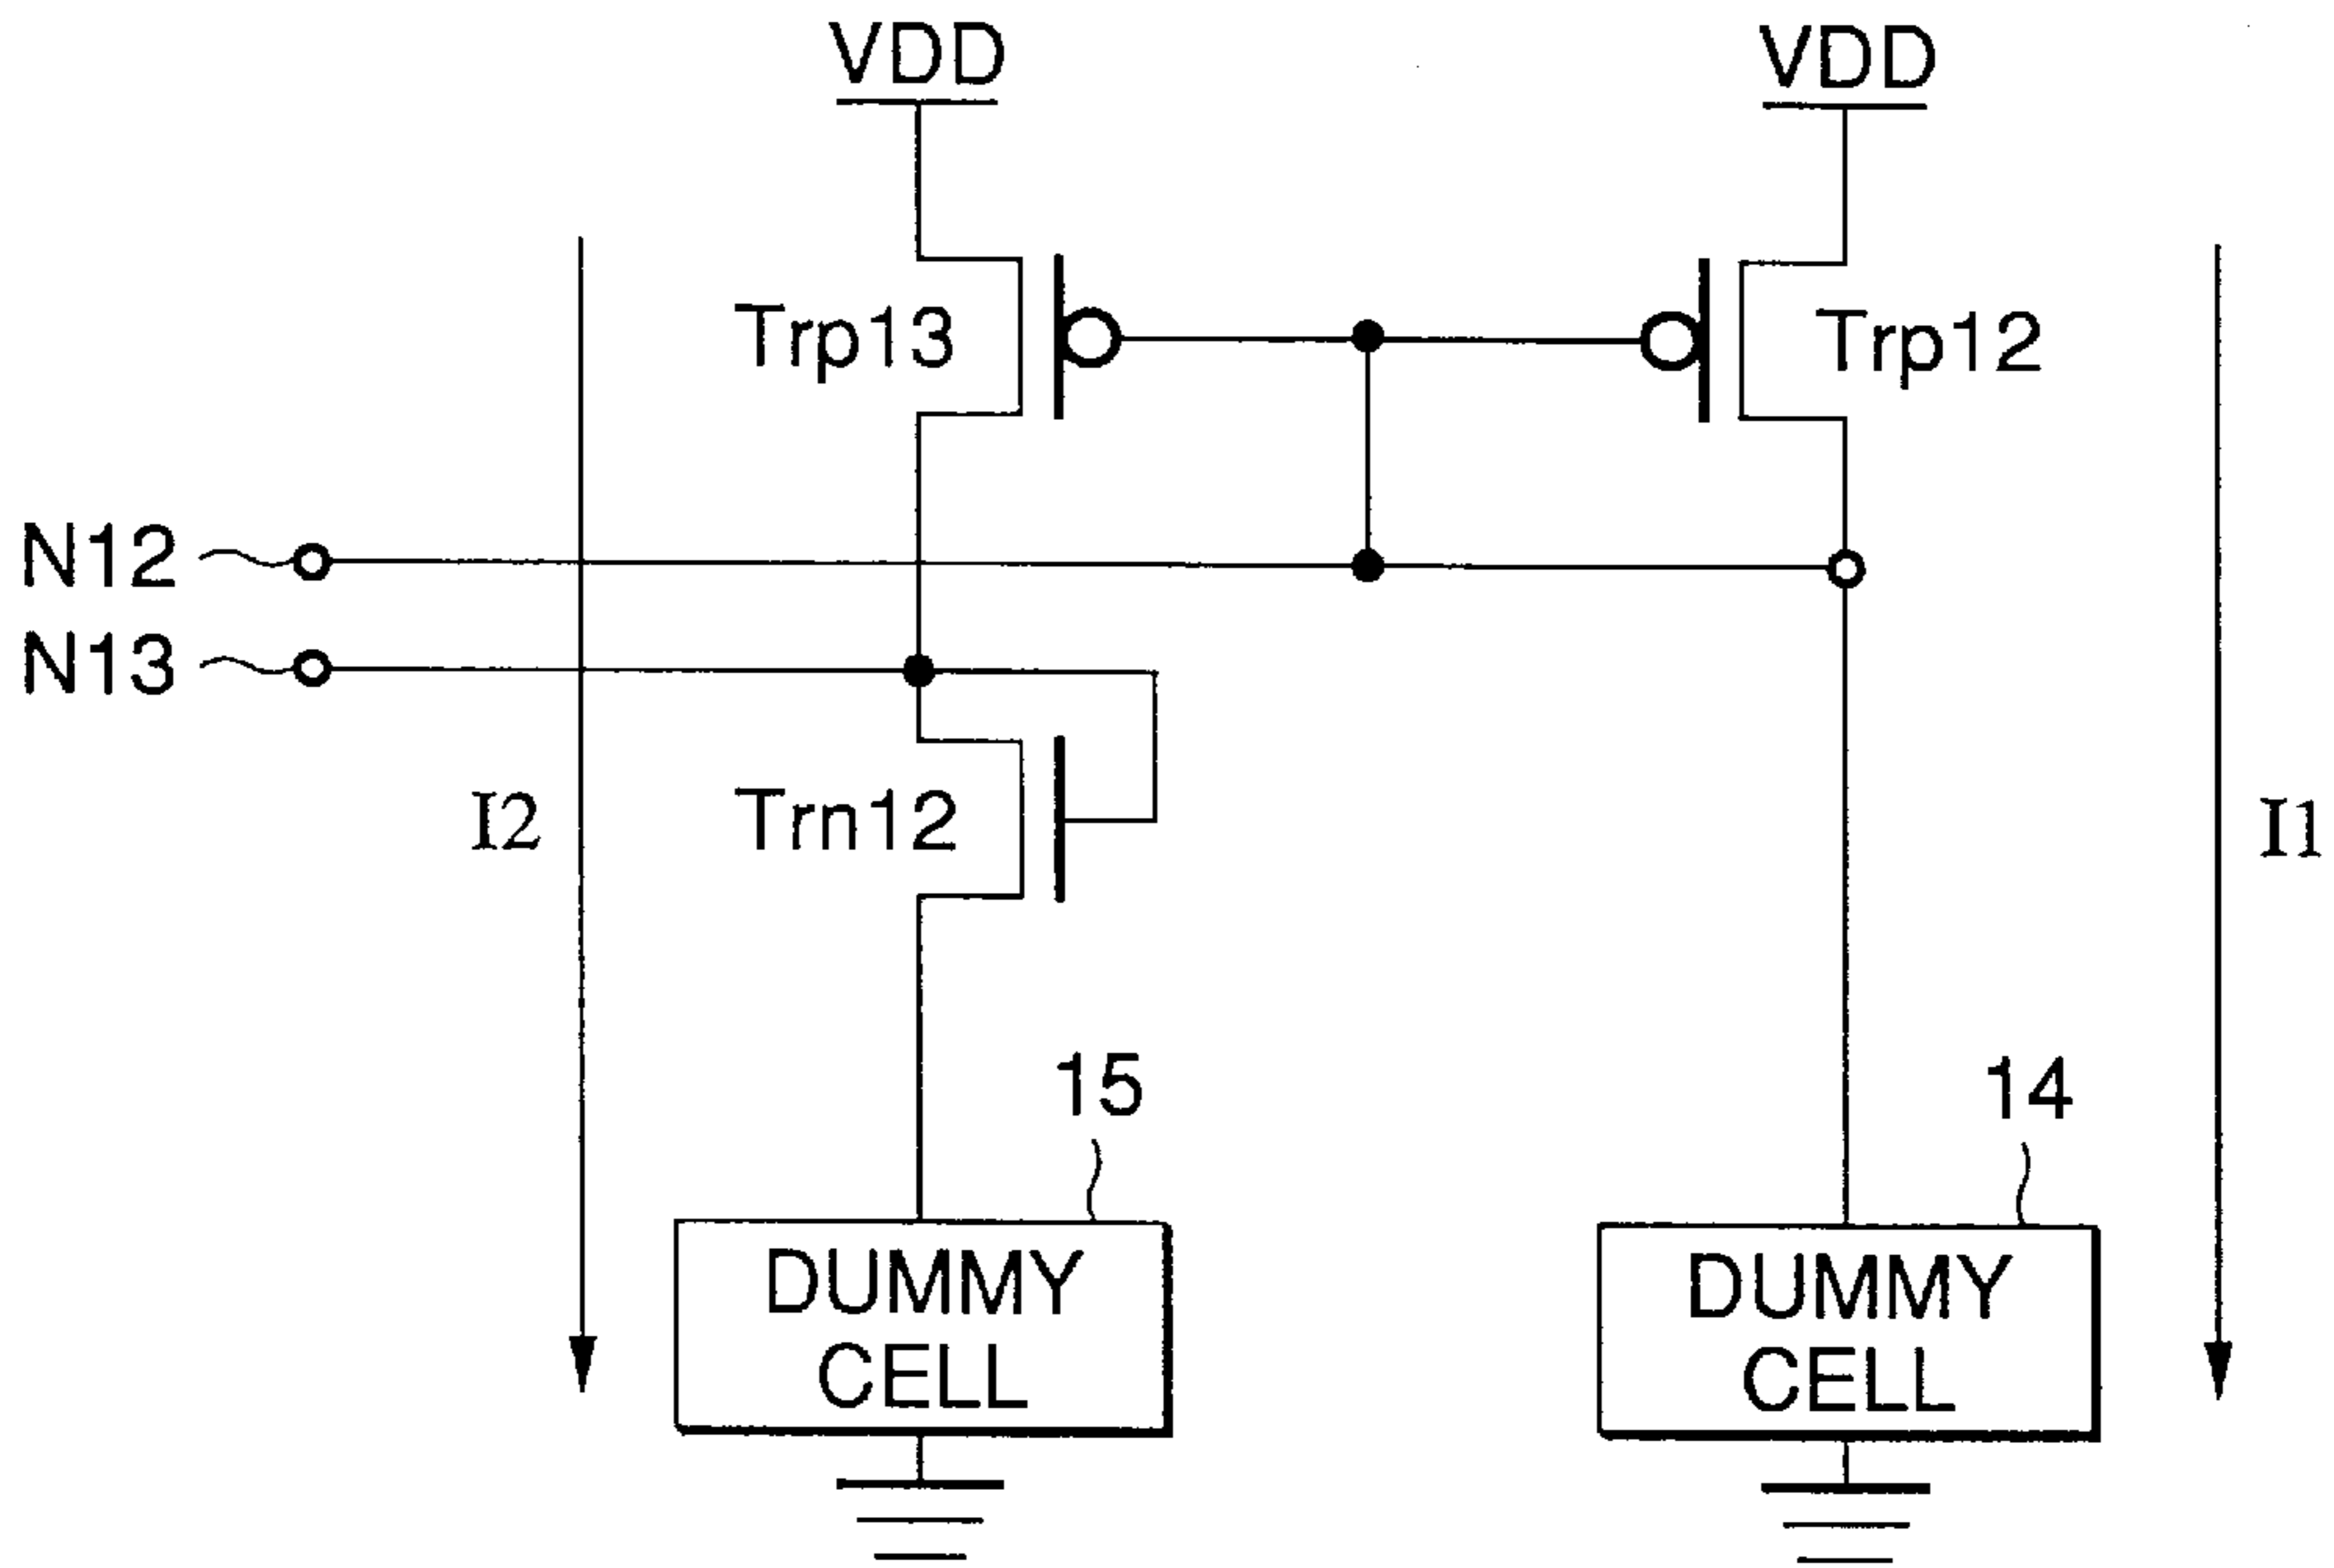 VDD
VDD
Trp13
Trp12
N12
N13
I2
Trn12
I1
15
14
DUMMY
CELL
DUMMY
CELL